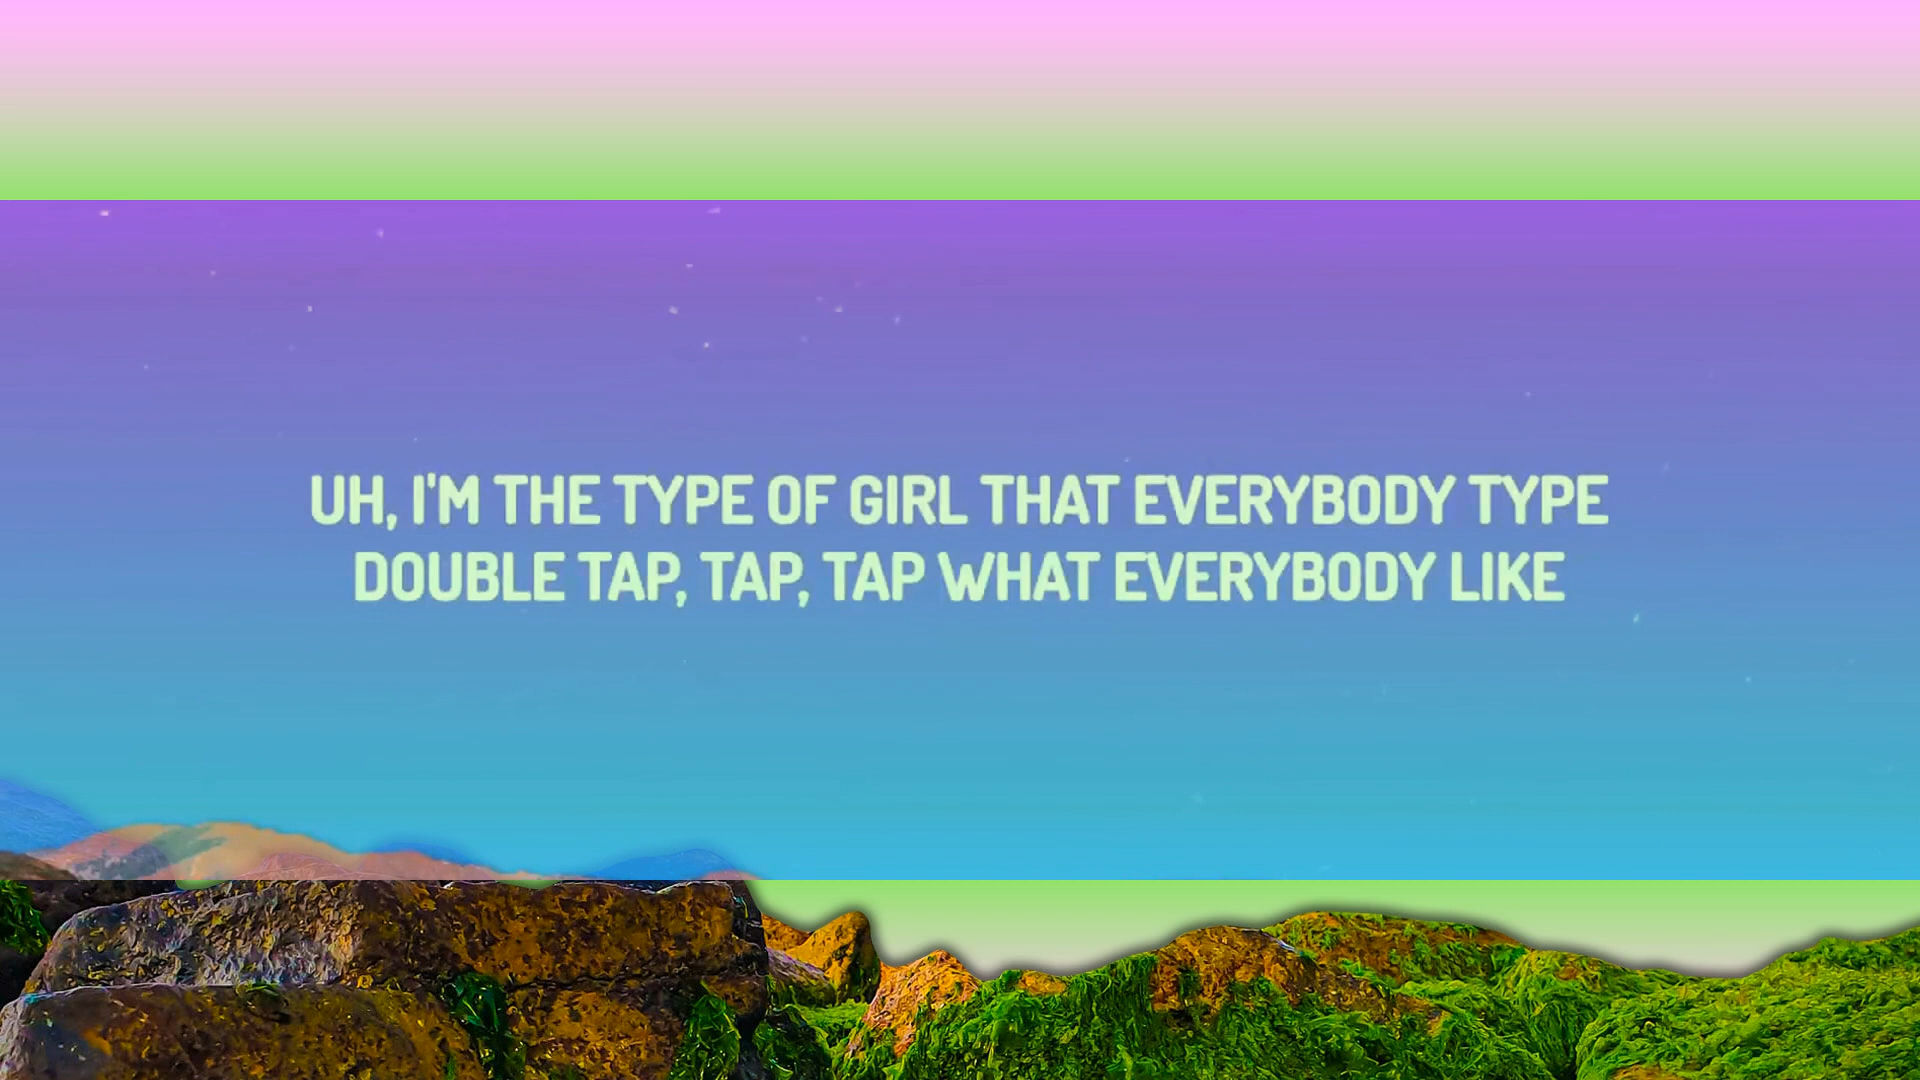 UH, I'M THE TYPE OF GIRL THAT EVERYBODY TYPE
DOUBLE TAP, TAP, TAP WHAT EVERYBODY LIKE